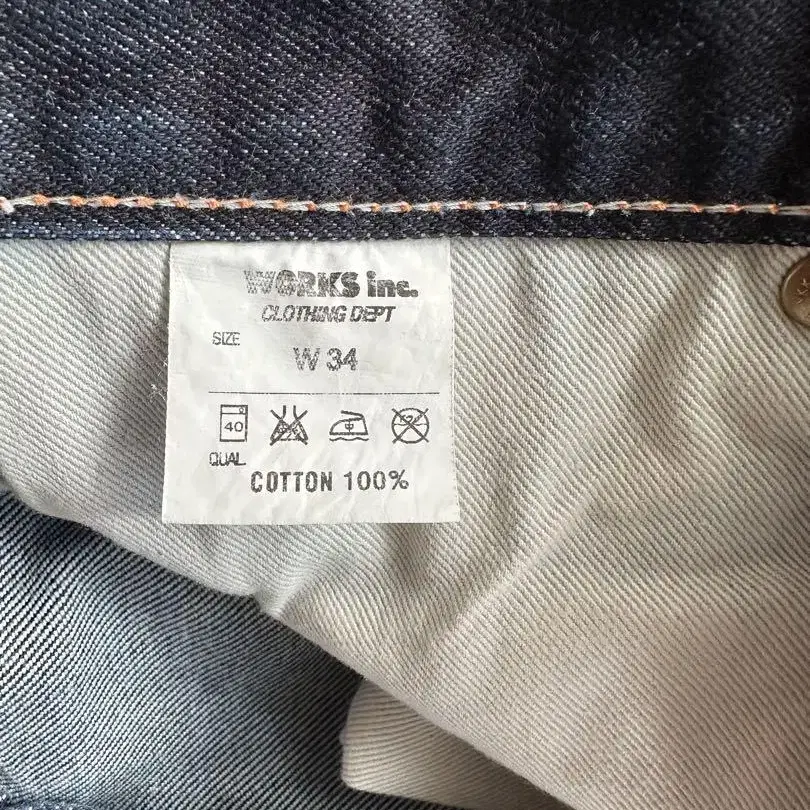 WORKS inc.
CLOTHING DEPT
SIZE
W 34
40
QUAL
COTTON 100%